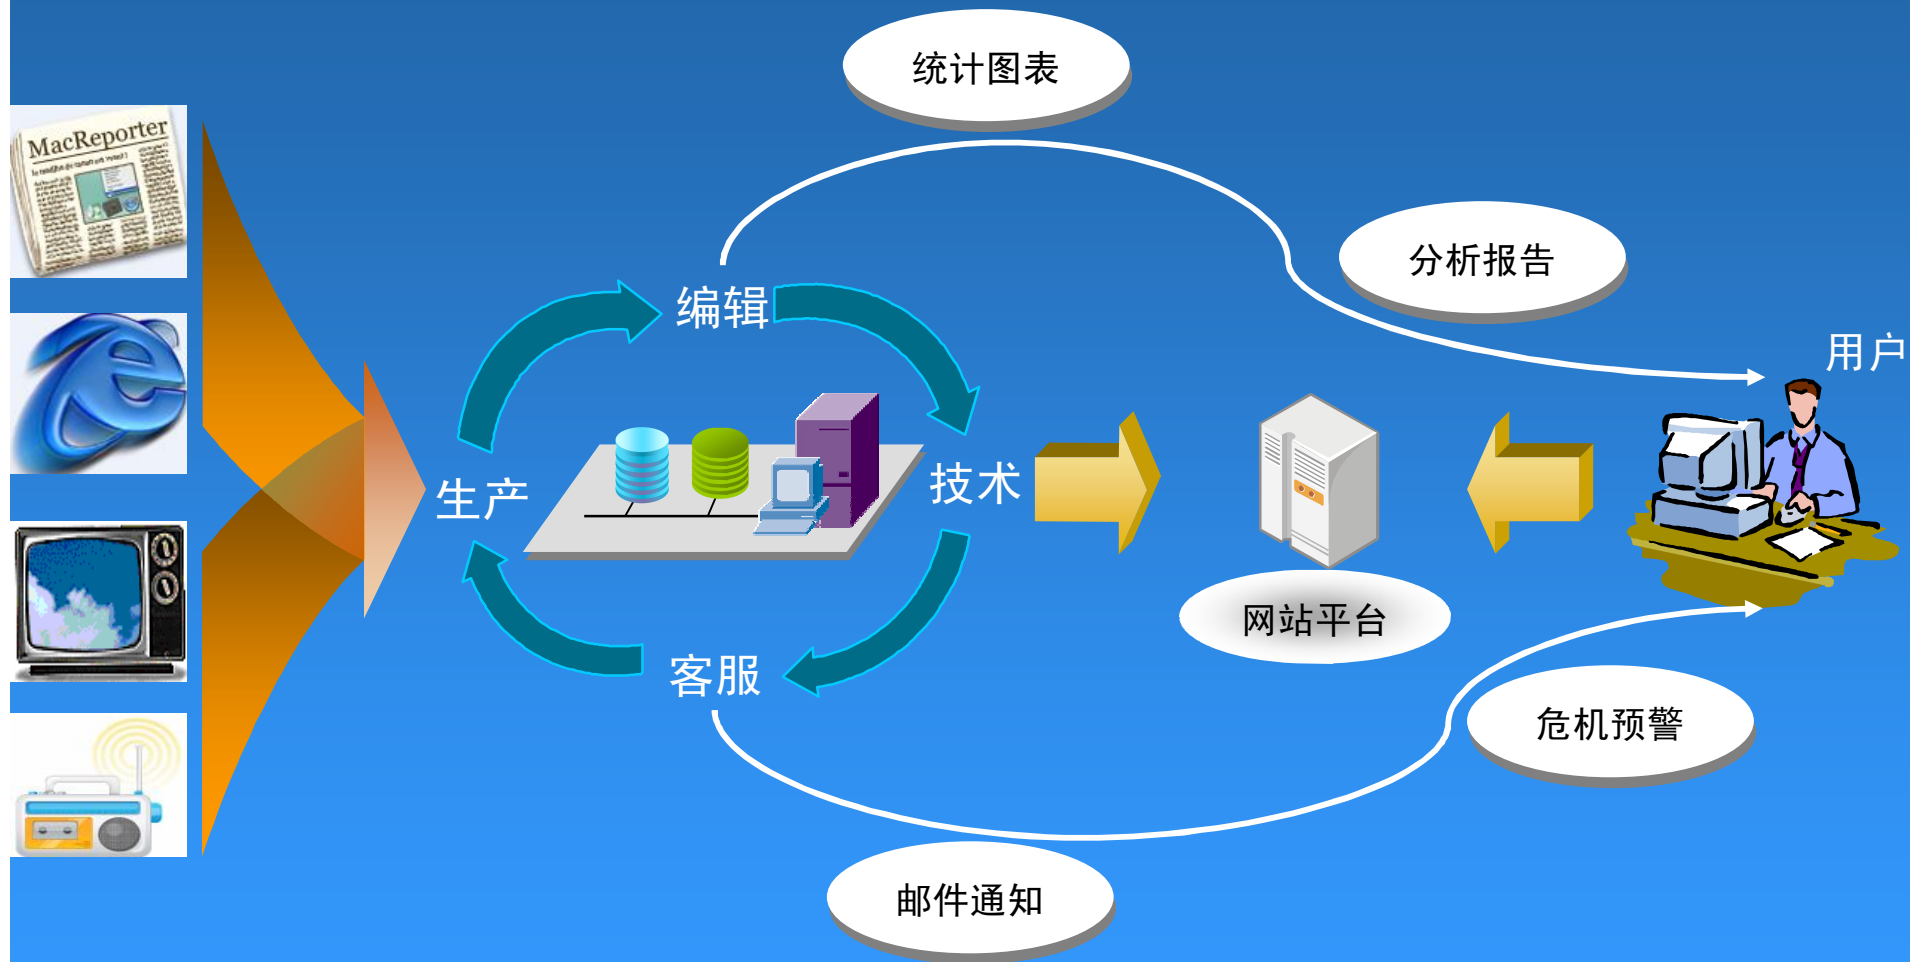 统计图表
MacReporter
分析报告
编辑
用户
生产
技术
网站平台
客服
危机预警
邮件通知